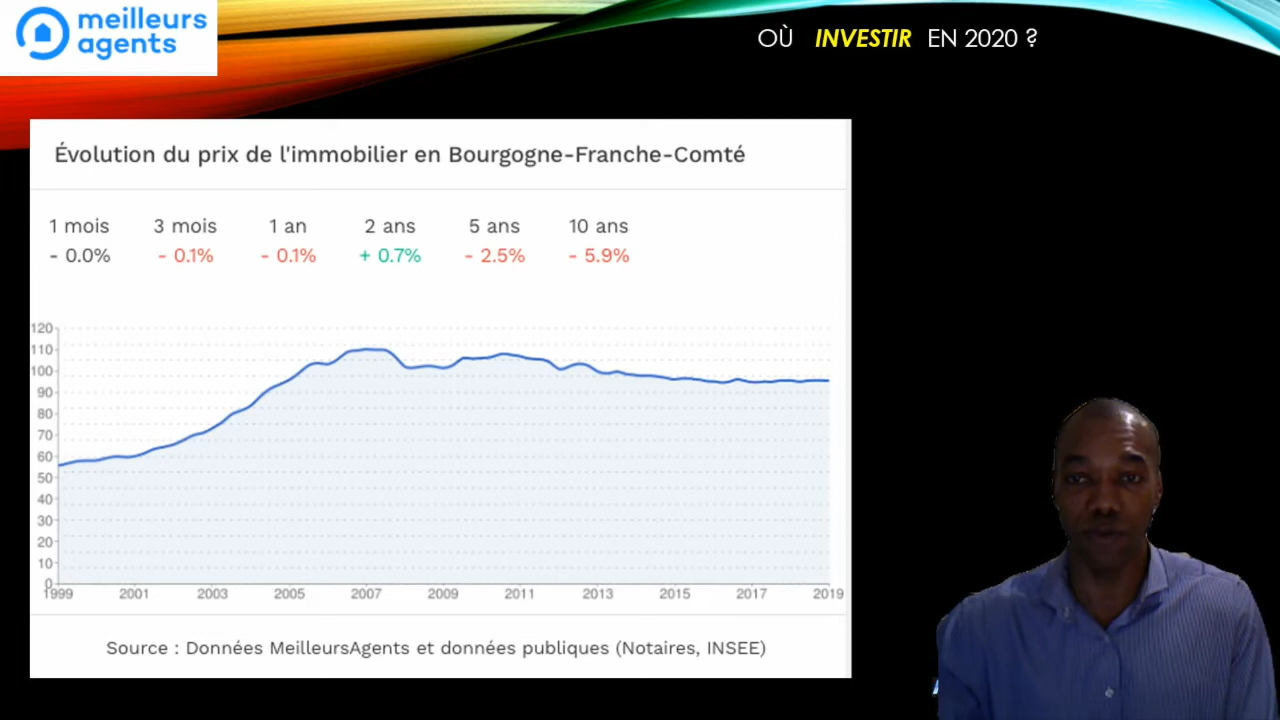 meilleurs
agents
OÙ INVESTIR EN 2020 ?
Évolution du prix de l'immobilier en Bourgogne-Franche-Comté
1 mois 3 mois 1 an 2 ans 5 ans 10 ans
- 0.0% - 0.1% - 0.1% + 0.7% - 2.5% - 5.9%
120
110
100
90
80
70
60
50
40
30
20
10
0
1999 2001 2003 2005 2007 2009 2011 2013 2015 2017 2019
Source : Données MeilleursAgents et données publiques (Notaires, INSEE)